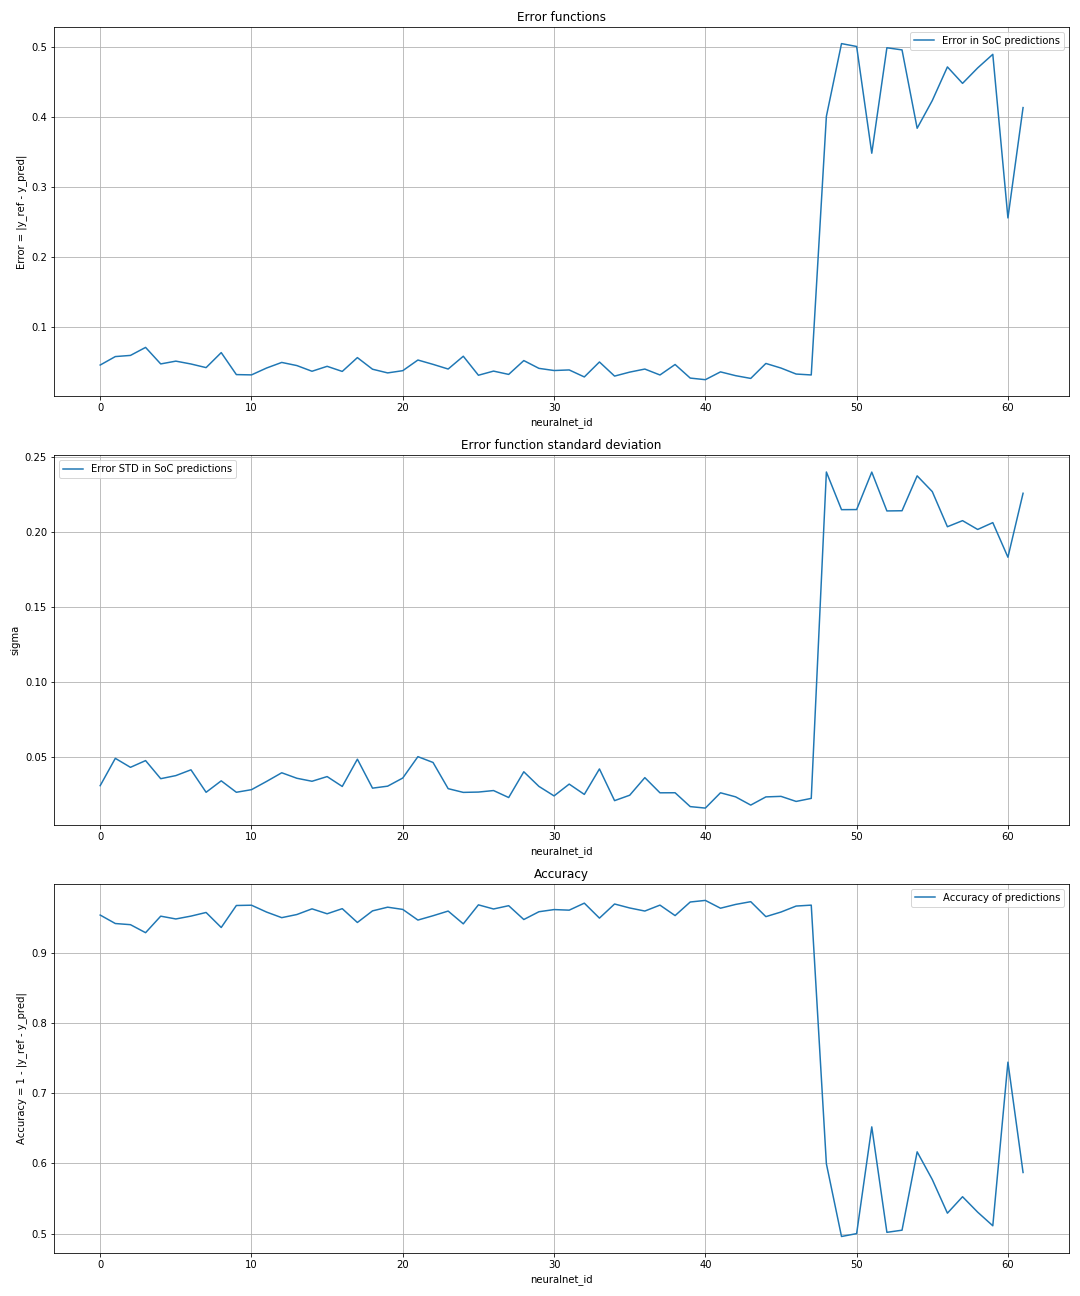 Error functions
Error in SoC predictions
Error = |y_ref - y_pred|
0.5
0.4
0.3
0.2
0.1
0 10 20 30 40 50 60
neuralnet_id
Error function standard deviation
Error STD in SoC predictions
sigma
0.25
0.20
0.15
0.10
0.05
0 10 20 30 40 50 60
neuralnet_id
Accuracy
Accuracy of predictions
Accuracy = 1 - |y_ref - y_pred|
0.9
0.8
0.7
0.6
0.5
0 10 20 30 40 50 60
neuralnet_id